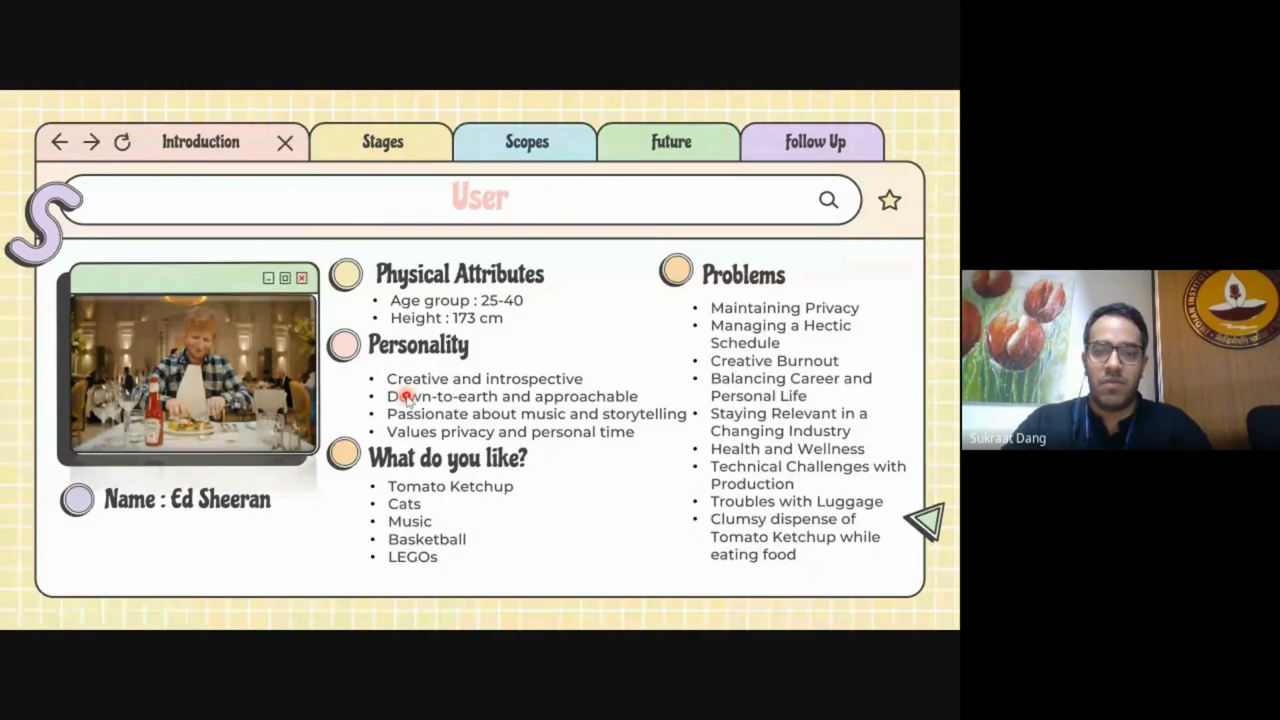 Introduction
Stages
Scopes
Future
Follow Up
User
S
Name : Ed Sheeran
Physical Attributes
• Age group : 25-40
• Height : 173 cm
Personality
• Creative and introspective
• Down-to-earth and approachable
• Passionate about music and storytelling
• Values privacy and personal time
What do you like?
• Tomato Ketchup
• Cats
• Music
• Basketball
• LEGOs
Problems
• Maintaining Privacy
• Managing a Hectic
Schedule
• Creative Burnout
• Balancing Career and
Personal Life
• Staying Relevant in a
Changing Industry
• Health and Wellness
• Technical Challenges with
Production
• Troubles with Luggage
• Clumsy dispense of
Tomato Ketchup while
eating food
Sukraat Dang
INDIAN INSTIT